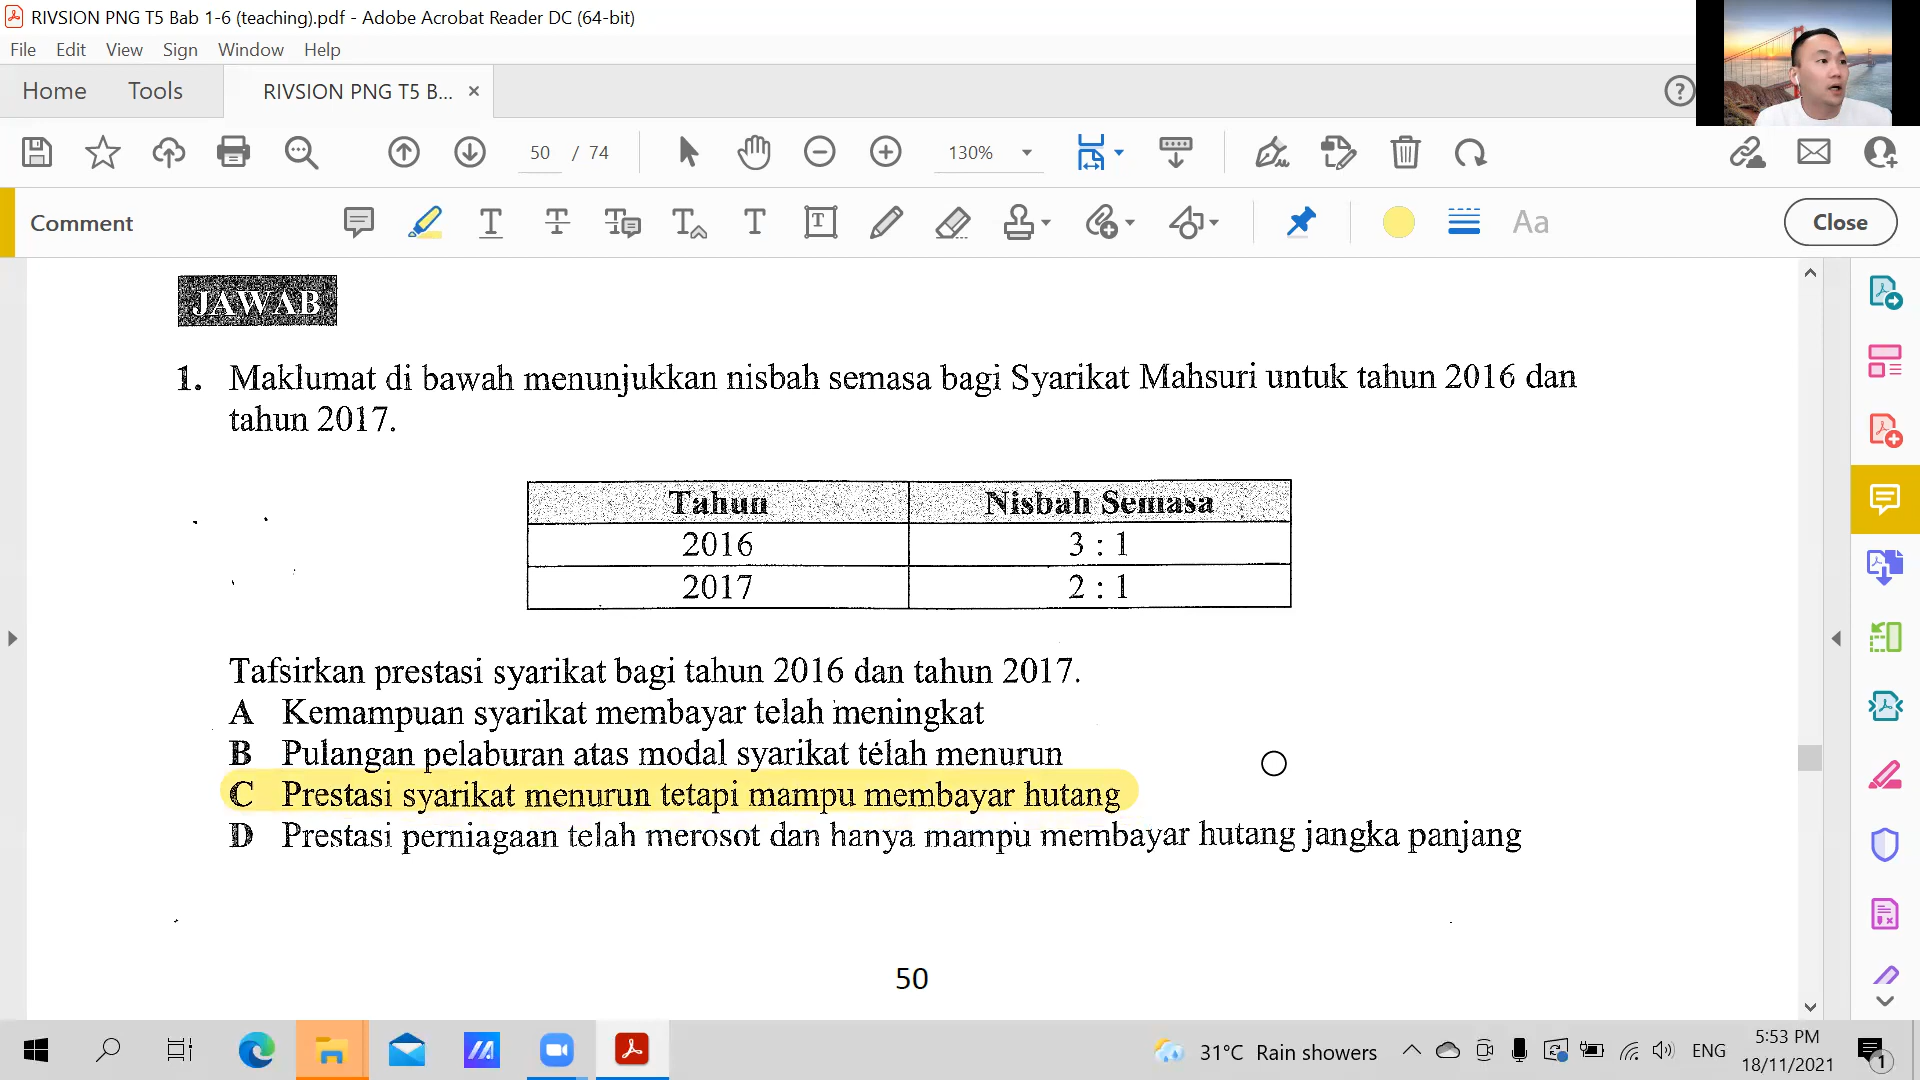 RIVSION PNG T5 Bab 1-6 (teaching).pdf - Adobe Acrobat Reader DC (64-bit)
File Edit View Sign Window Help
Home Tools RIVSION PNG T5 B... ×
?
50 / 74 130%
Comment Aa Close
JAWAB
1. Maklumat di bawah menunjukkan nisbah semasa bagi Syarikat Mahsuri untuk tahun 2016 dan
tahun 2017.
Tahun Nisbah Semasa
2016 3 : 1
2017 2 : 1
Tafsirkan prestasi syarikat bagi tahun 2016 dan tahun 2017.
A Kemampuan syarikat membayar telah meningkat
B Pulangan pelaburan atas modal syarikat telah menurun
C Prestasi syarikat menurun tetapi mampu membayar hutang
D Prestasi perniagaan telah merosot dan hanya mampu membayar hutang jangka panjang
50
31°C Rain showers ENG 5:53 PM
18/11/2021 1